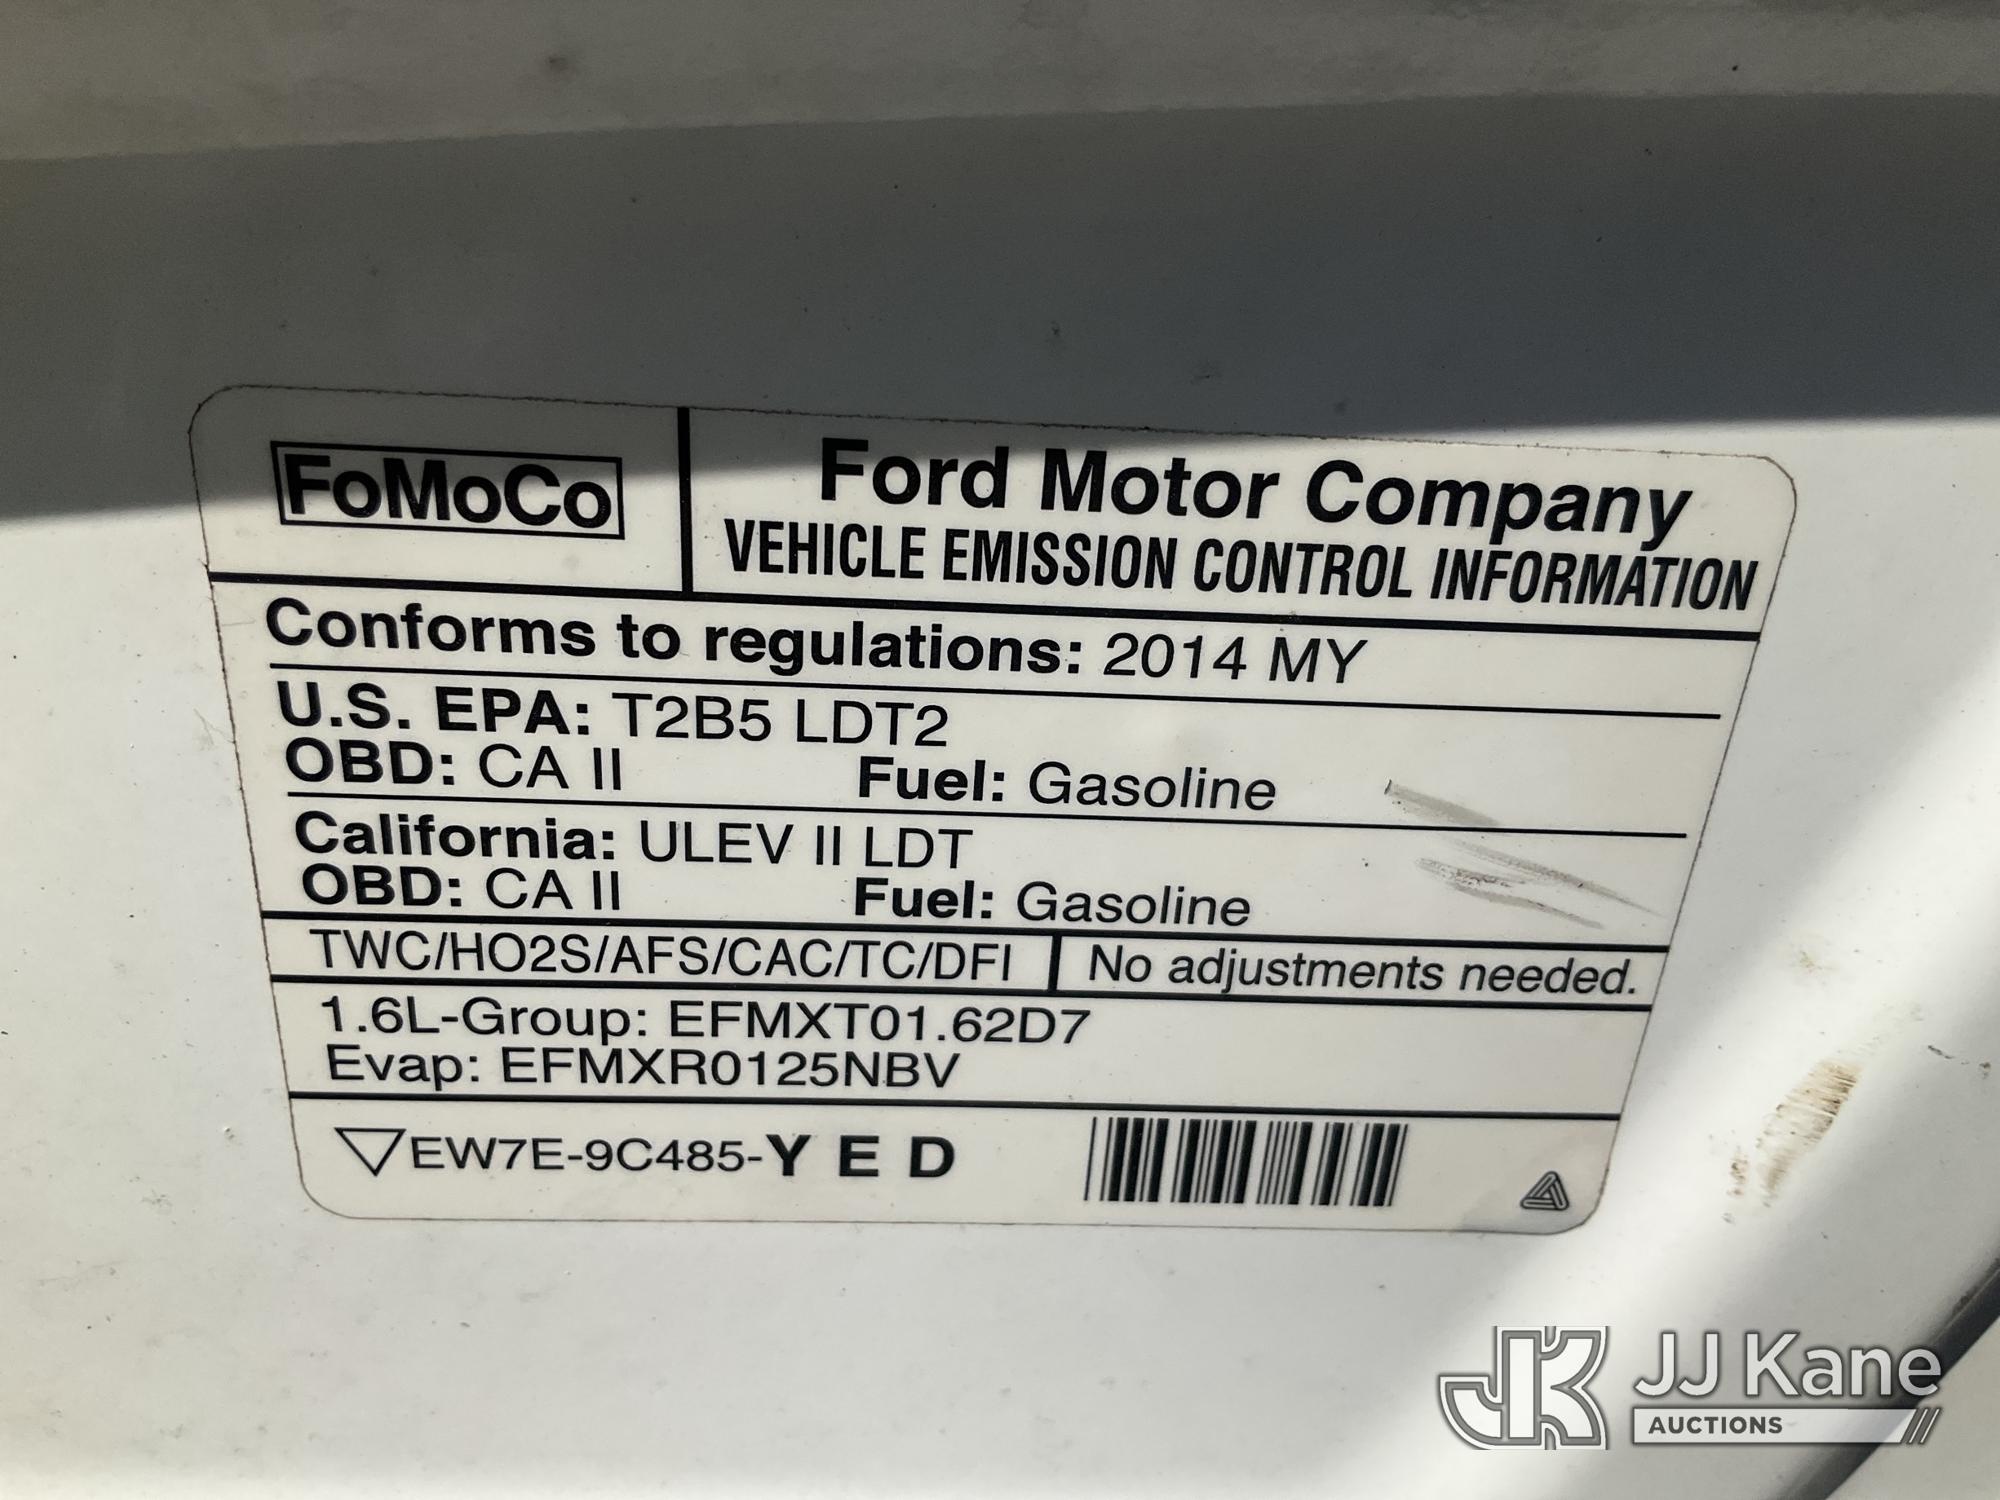 FoMoCo
Ford Motor Company
VEHICLE EMISSION CONTROL INFORMATION
Conforms to regulations: 2014 MY
U.S. EPA: T2B5 LDT2
OBD: CA II Fuel: Gasoline
California: ULEV II LDT
OBD: CA II Fuel: Gasoline
TWC/HO2S/AFS/CAC/TC/DFI No adjustments needed.
1.6L-Group: EFMXT01.62D7
Evap: EFMXR0125NBV
EW7E-9C485-Y E D
JK JJ Kane
AUCTIONS